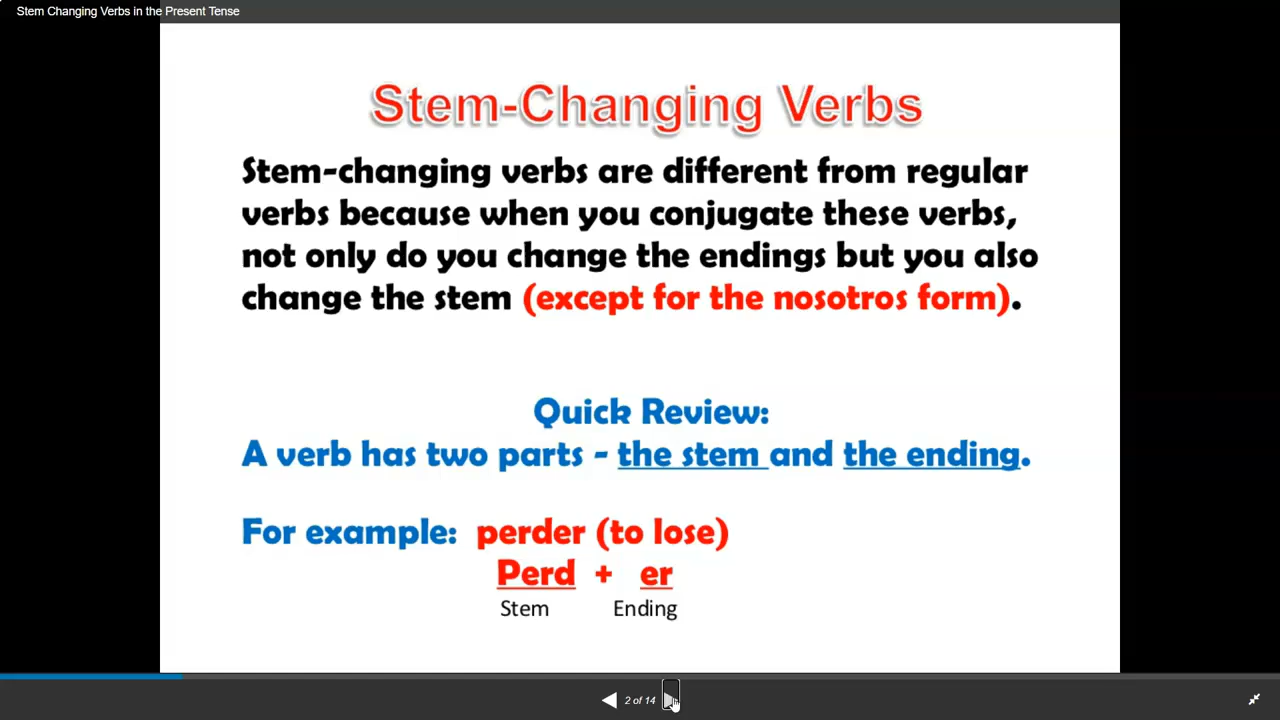 Stem Changing Verbs in the Present Tense
Stem-Changing Verbs
Stem-changing verbs are different from regular
verbs because when you conjugate these verbs,
not only do you change the endings but you also
change the stem (except for the nosotros form).
Quick Review:
A verb has two parts - the stem and the ending.
For example: perder (to lose)
Perd + er
Stem Ending
2 of 14